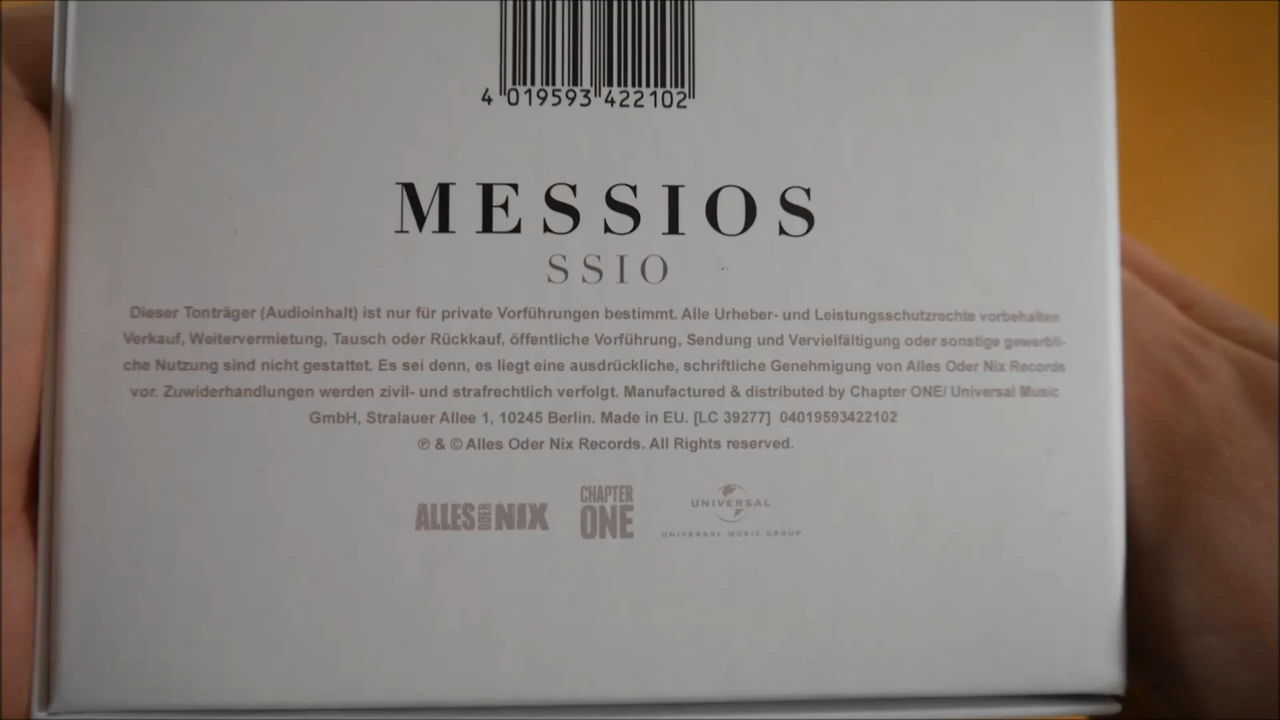 4 019593 422102
MESSIOS
SSIO
Dieser Tonträger (Audioinhalt) ist nur für private Vorführungen bestimmt. Alle Urheber- und Leistungsschutzrechte vorbehalten
Verkauf, Weitervermietung, Tausch oder Rückkauf, öffentliche Vorführung, Sendung und Vervielfältigung oder sonstige gewerbli-
che Nutzung sind nicht gestattet. Es sei denn, es liegt eine ausdrückliche, schriftliche Genehmigung von Alles Oder Nix Records
vor. Zuwiderhandlungen werden zivil- und strafrechtlich verfolgt. Manufactured & distributed by Chapter ONE/ Universal Music
GmbH, Stralauer Allee 1, 10245 Berlin. Made in EU. [LC 39277] 04019593422102
℗ & © Alles Oder Nix Records. All Rights reserved.
ALLES ODER NIX
CHAPTER
ONE
UNIVERSAL
UNIVERSAL MUSIC GROUP